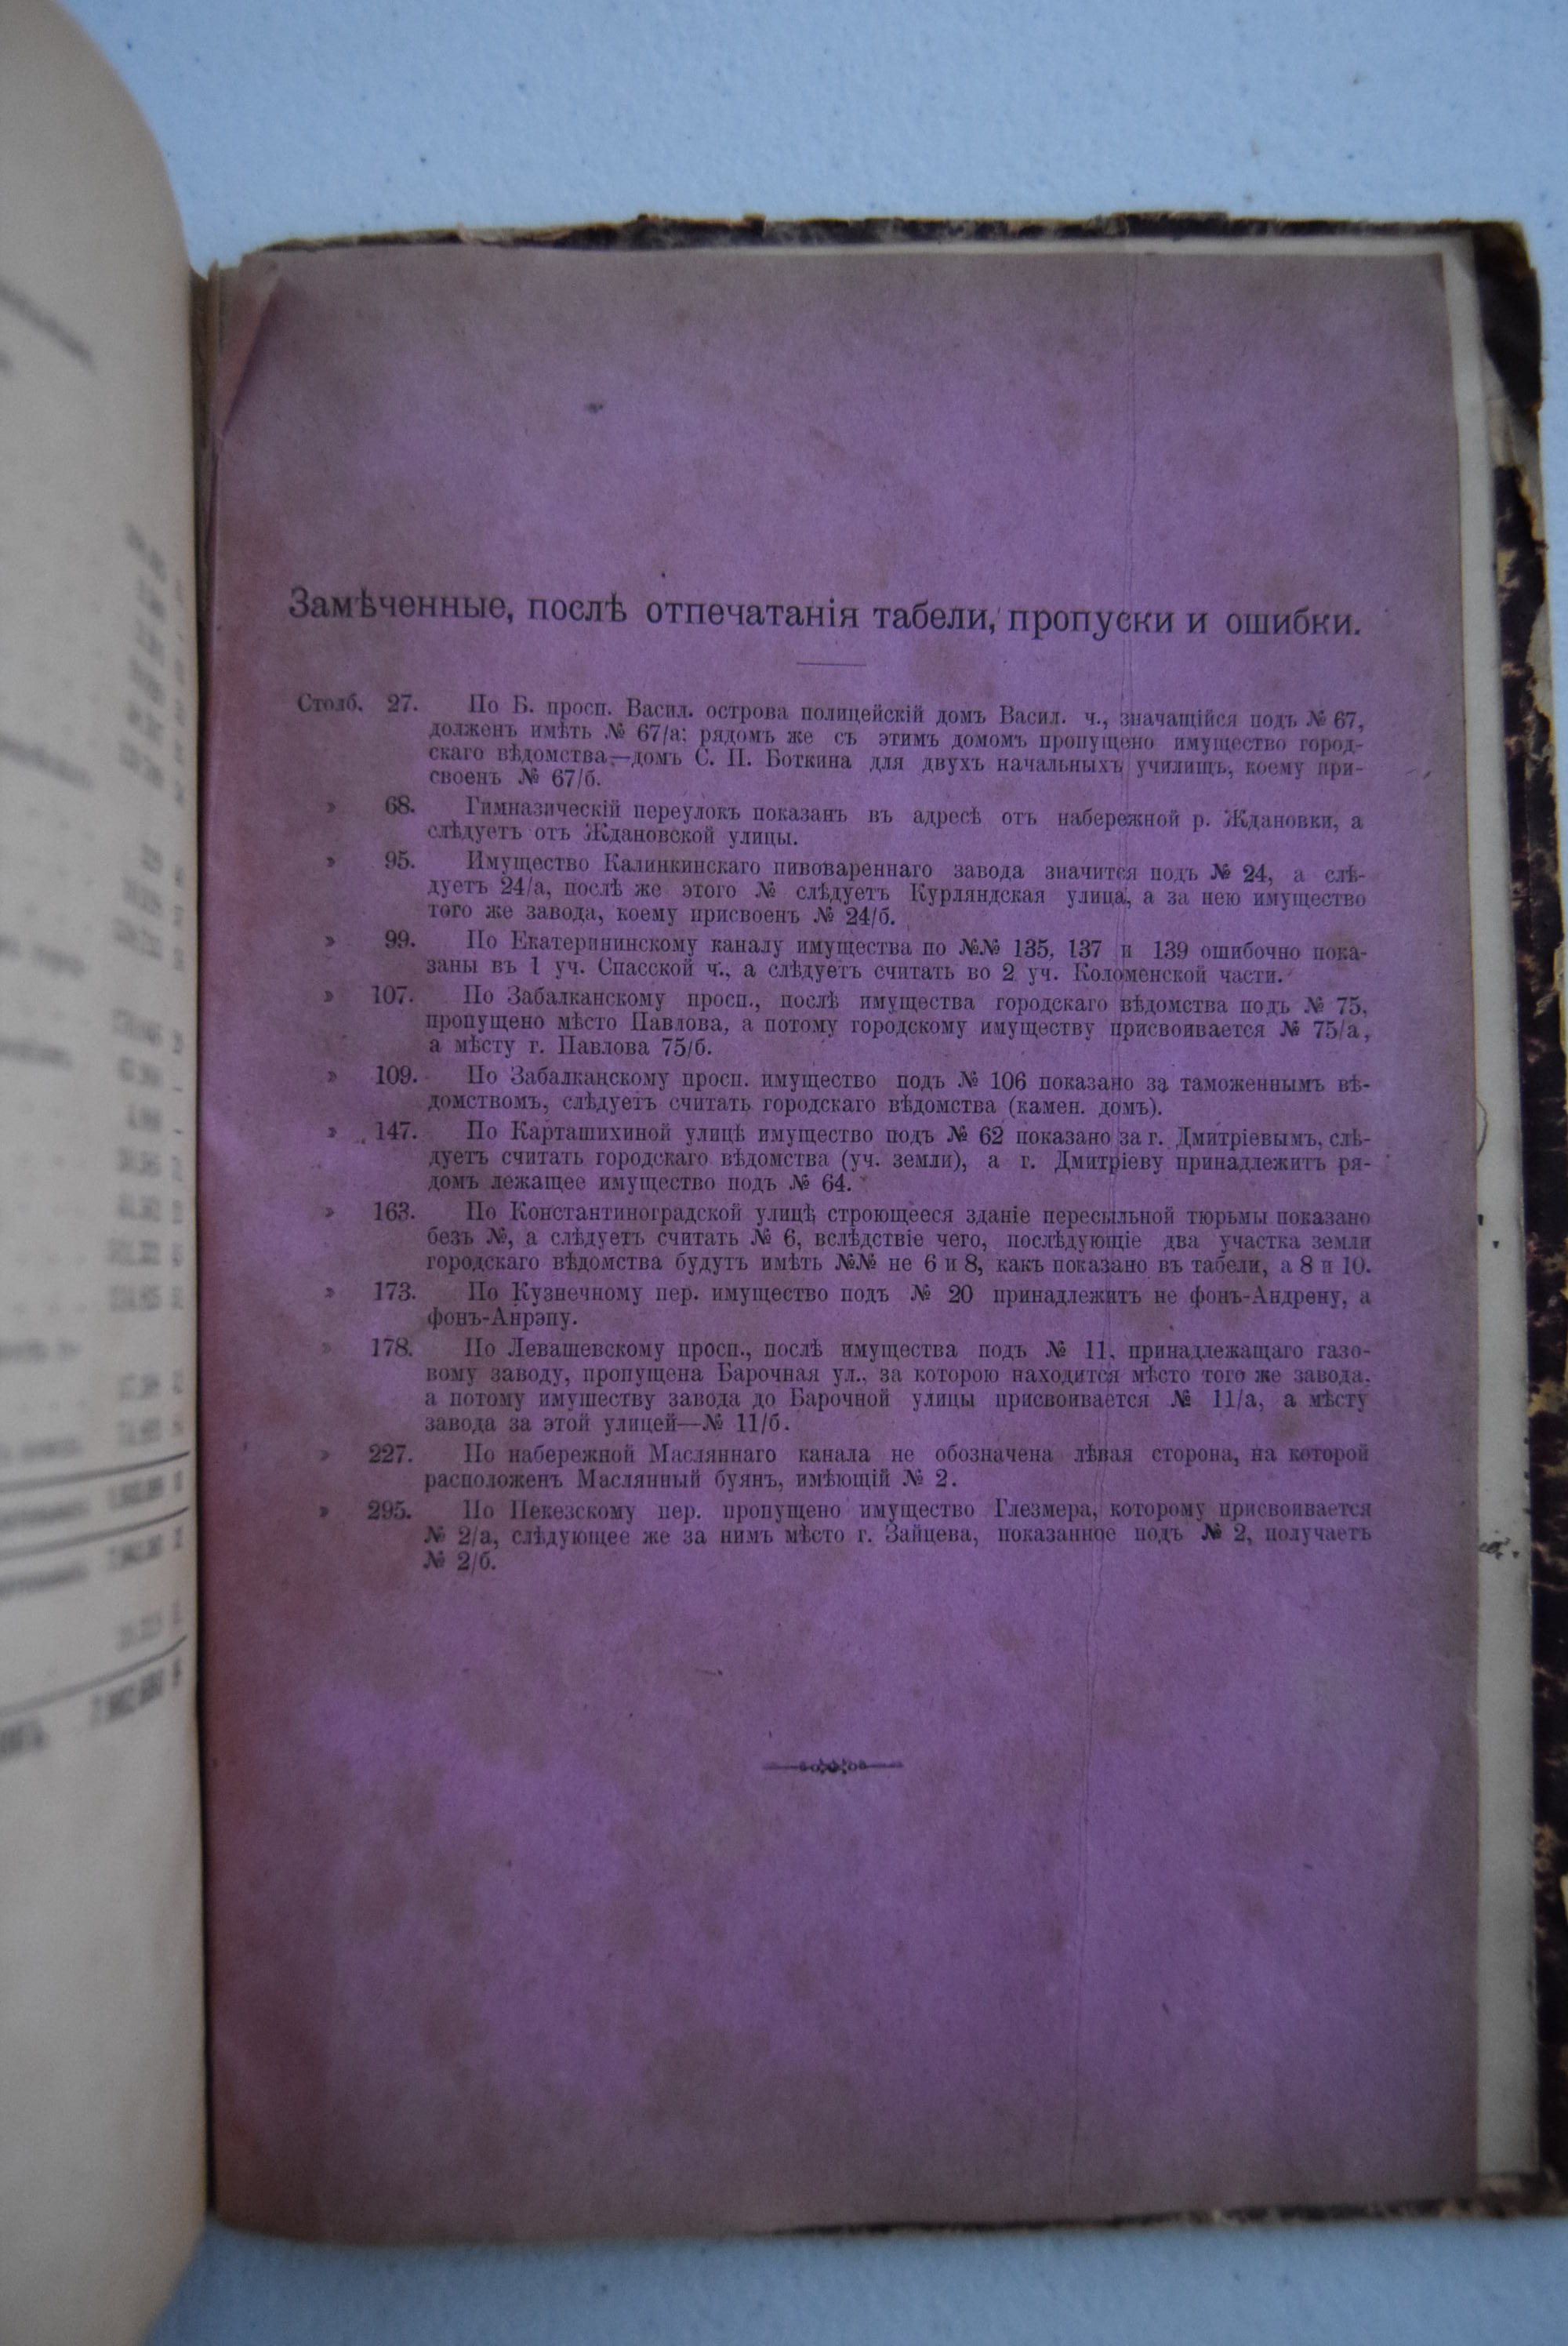 Замѣченные, послѣ отпечатанія табели, пропуски и ошибки.
Столб. 27. По Б. просп. Васил. острова полицейскій домъ Васил. ч., значащійся подъ № 67,
долженъ имѣть № 67/а; рядомъ же съ этимъ домомъ пропущено имущество город-
скаго вѣдомства,—домъ С. П. Боткина для двухъ начальныхъ училищъ, коему при-
своенъ № 67/б.
» 68. Гимназическій переулокъ показанъ въ адресѣ отъ набережной р. Ждановки, а
слѣдуетъ отъ Ждановской улицы.
» 95. Имущество Калинкинскаго пивовареннаго завода значится подъ № 24, а слѣ-
дуетъ 24/а, послѣ же этого № слѣдуетъ Курляндская улица, а за нею имущество
того же завода, коему присвоенъ № 24/б.
» 99. По Екатерининскому каналу имущества по №№ 135, 137 и 139 ошибочно пока-
заны въ 1 уч. Спасской ч., а слѣдуетъ считать во 2 уч. Коломенской части.
» 107. По Забалканскому просп., послѣ имущества городскаго вѣдомства подъ № 75,
пропущено мѣсто Павлова, а потому городскому имуществу присвоивается № 75/а,
а мѣсту г. Павлова 75/б.
» 109. По Забалканскому просп. имущество подъ № 106 показано за таможеннымъ вѣ-
домствомъ, слѣдуетъ считать городскаго вѣдомства (камен. домъ).
» 147. По Карташихиной улицѣ имущество подъ № 62 показано за г. Дмитріевымъ, слѣ-
дуетъ считать городскаго вѣдомства (уч. земли), а г. Дмитріеву принадлежитъ ря-
домъ лежащее имущество подъ № 64.
» 163. По Константиноградской улицѣ строющееся зданіе пересыльной тюрьмы показано
безъ №, а слѣдуетъ считать № 6, вслѣдствіе чего, послѣдующіе два участка земли
городскаго вѣдомства будутъ имѣть №№ не 6 и 8, какъ показано въ табели, а 8 и 10.
» 173. По Кузнечному пер. имущество подъ № 20 принадлежитъ не фонъ-Андрену, а
фонъ-Анрэпу.
» 178. По Левашевскому просп., послѣ имущества подъ № 11, принадлежащаго газо-
вому заводу, пропущена Барочная ул., за которою находится мѣсто того же завода,
а потому имуществу завода до Барочной улицы присвоивается № 11/а, а мѣсту
завода за этой улицей—№ 11/б.
» 227. По набережной Маслянаго канала не обозначена лѣвая сторона, на которой
расположенъ Маслянный буянъ, имѣющій № 2.
» 295. По Пекезскому пер. пропущено имущество Глезмера, которому присвоивается
№ 2/а, слѣдующее же за нимъ мѣсто г. Зайцева, показанное подъ № 2, получаетъ
№ 2/б.